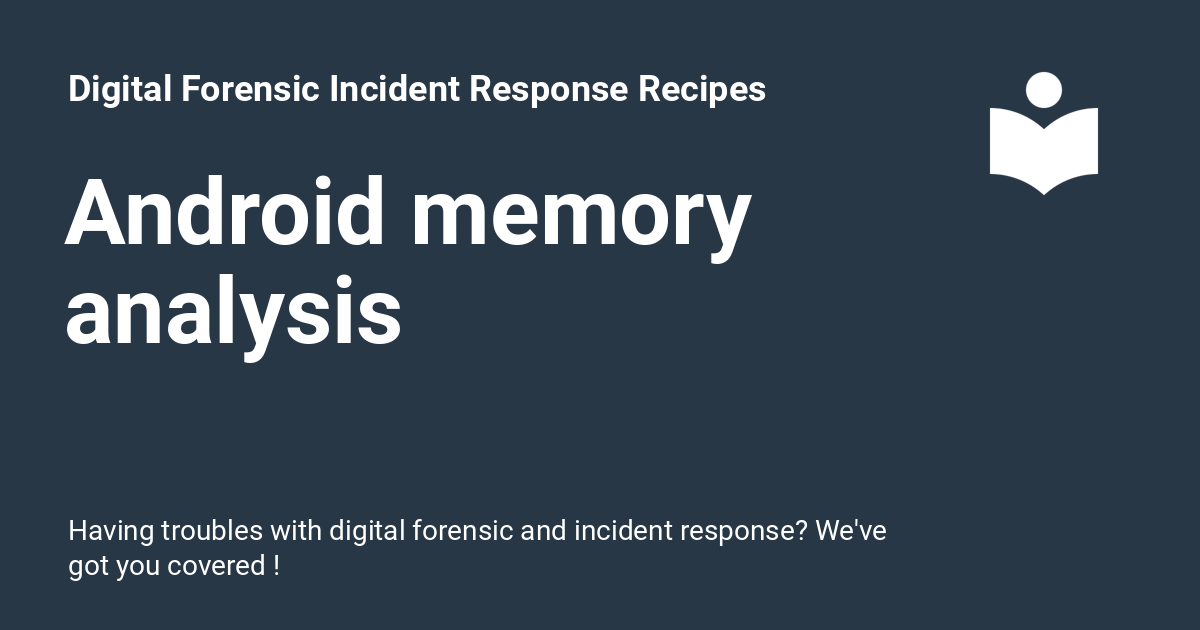 Digital Forensic Incident Response Recipes
Android memory
analysis
Having troubles with digital forensic and incident response? We've
got you covered !